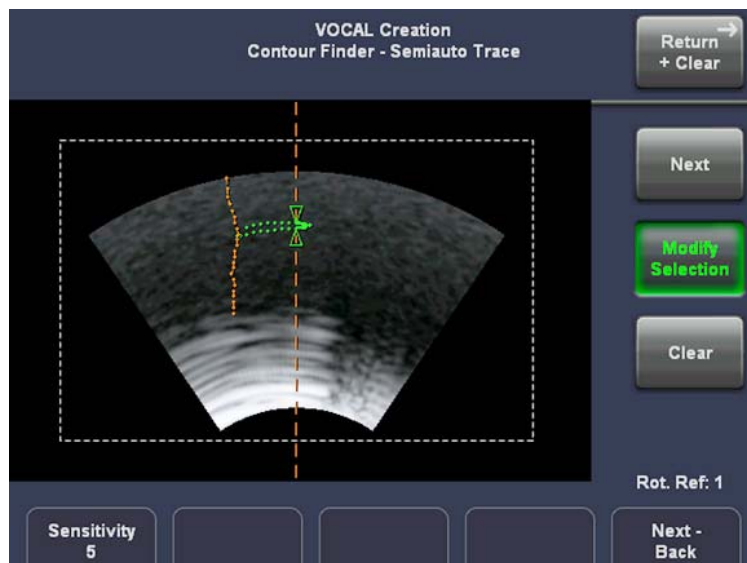 VOCAL Creation
Contour Finder - Semiauto Trace
Return
+ Clear
Next
Modify
Selection
Clear
Rot. Ref: 1
Sensitivity
5
Next -
Back